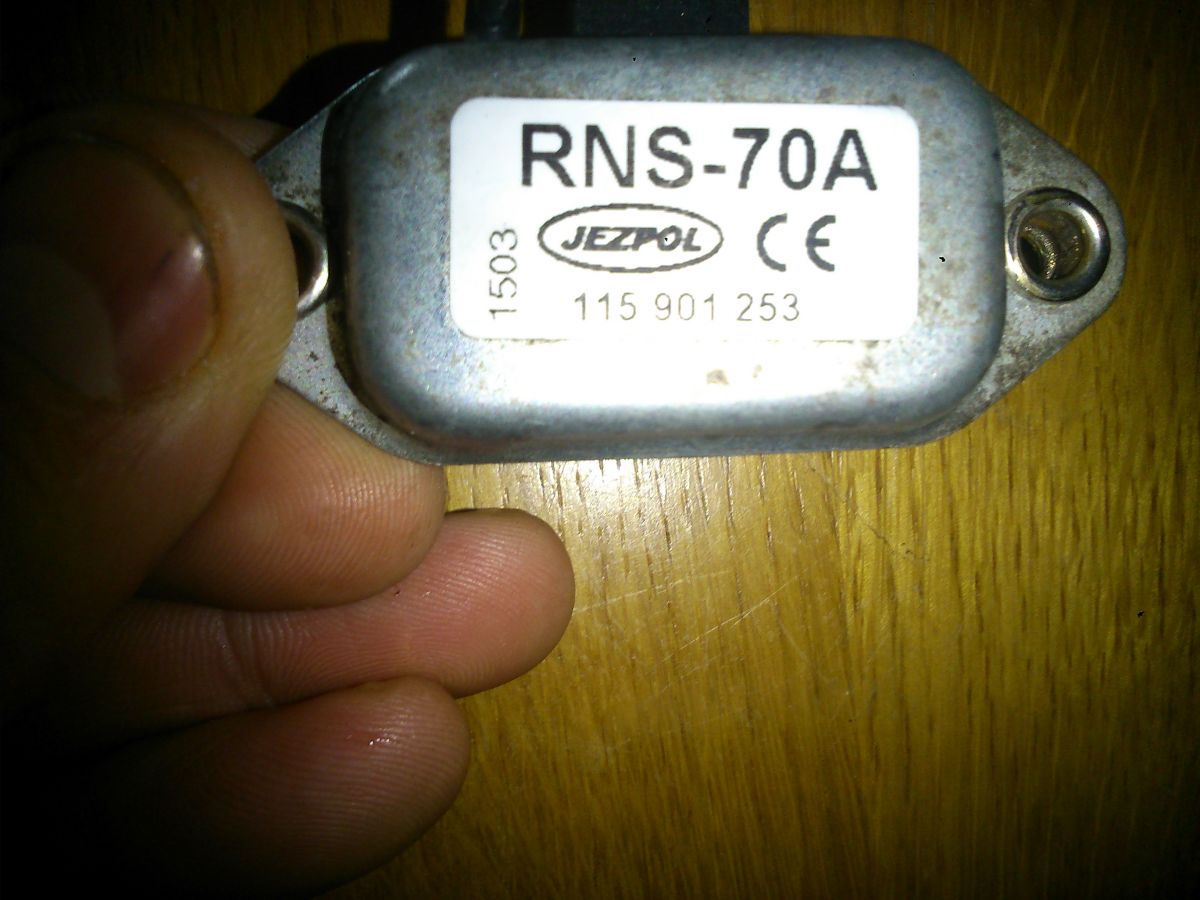 RNS-70A
JEZPOL CE
1503
115 901 253